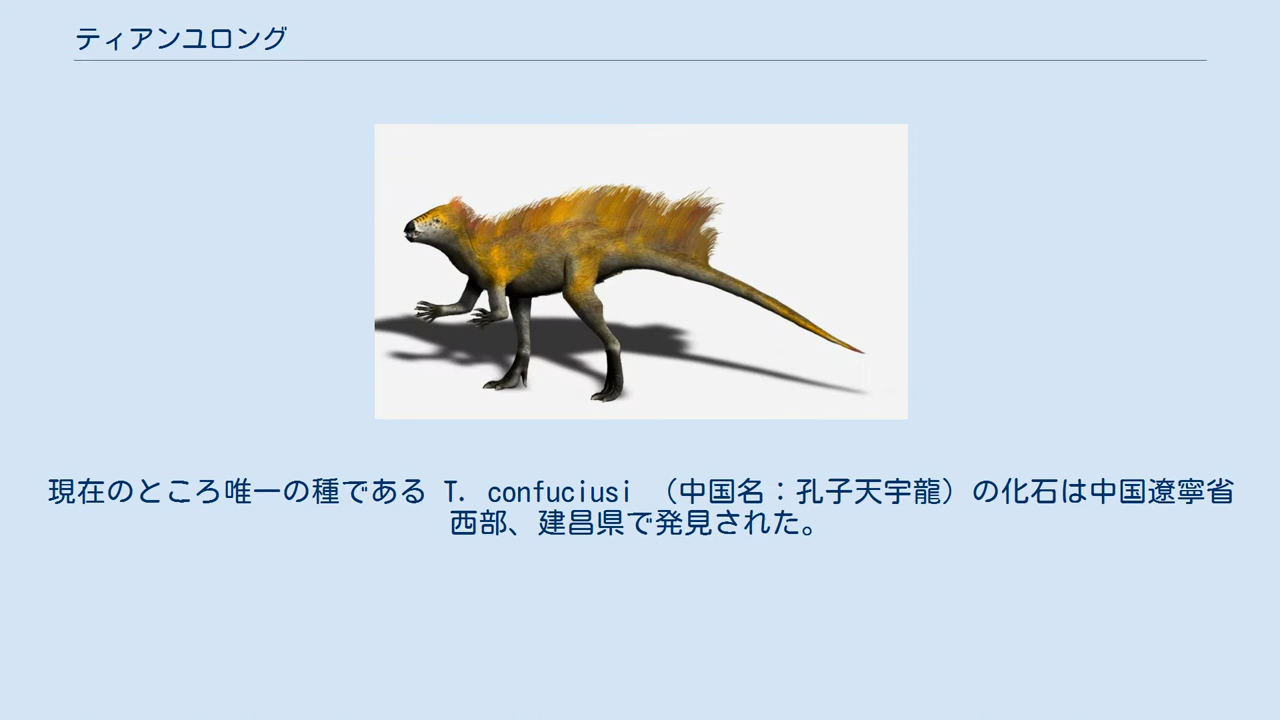 ティアンユロング
現在のところ唯一の種である T. confuciusi （中国名：孔子天宇龍）の化石は中国遼寧省
西部、建昌県で発見された。